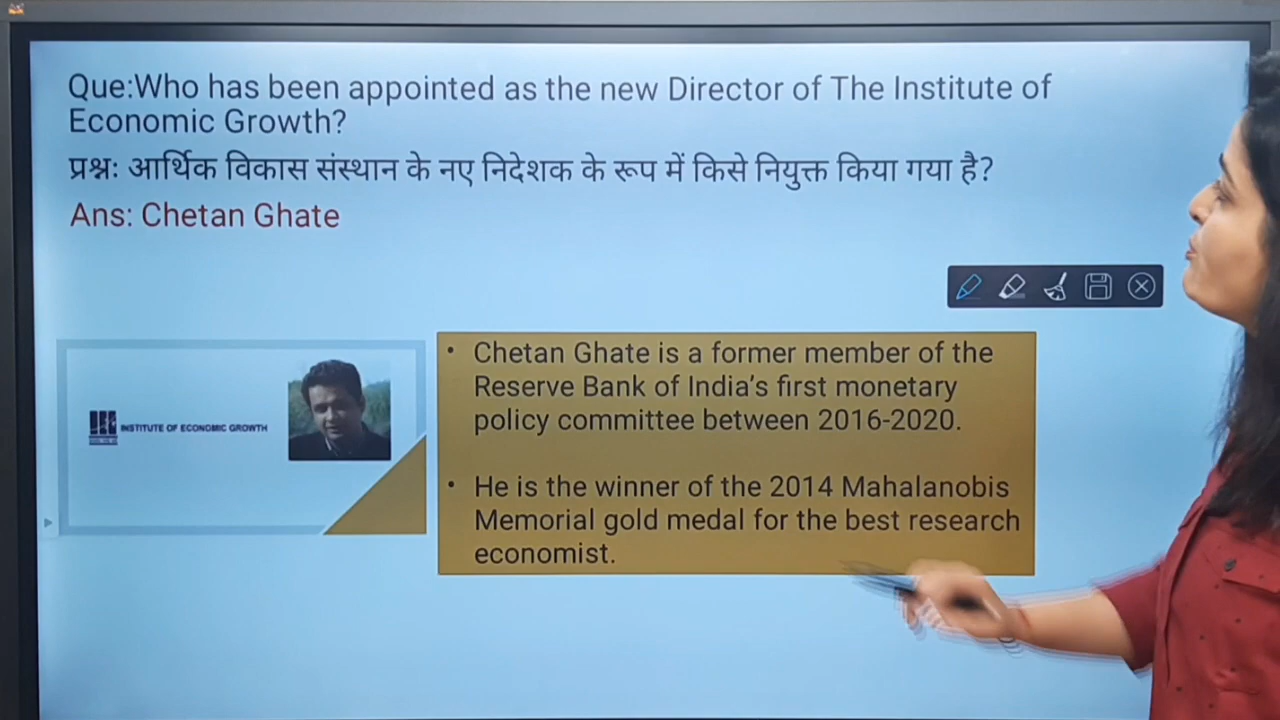 Que:Who has been appointed as the new Director of The Institute of
Economic Growth?
प्रश्न: आर्थिक विकास संस्थान के नए निदेशक के रूप में किसे नियुक्त किया गया है?
Ans: Chetan Ghate
INSTITUTE OF ECONOMIC GROWTH
• Chetan Ghate is a former member of the
Reserve Bank of India's first monetary
policy committee between 2016-2020.
• He is the winner of the 2014 Mahalanobis
Memorial gold medal for the best research
economist.